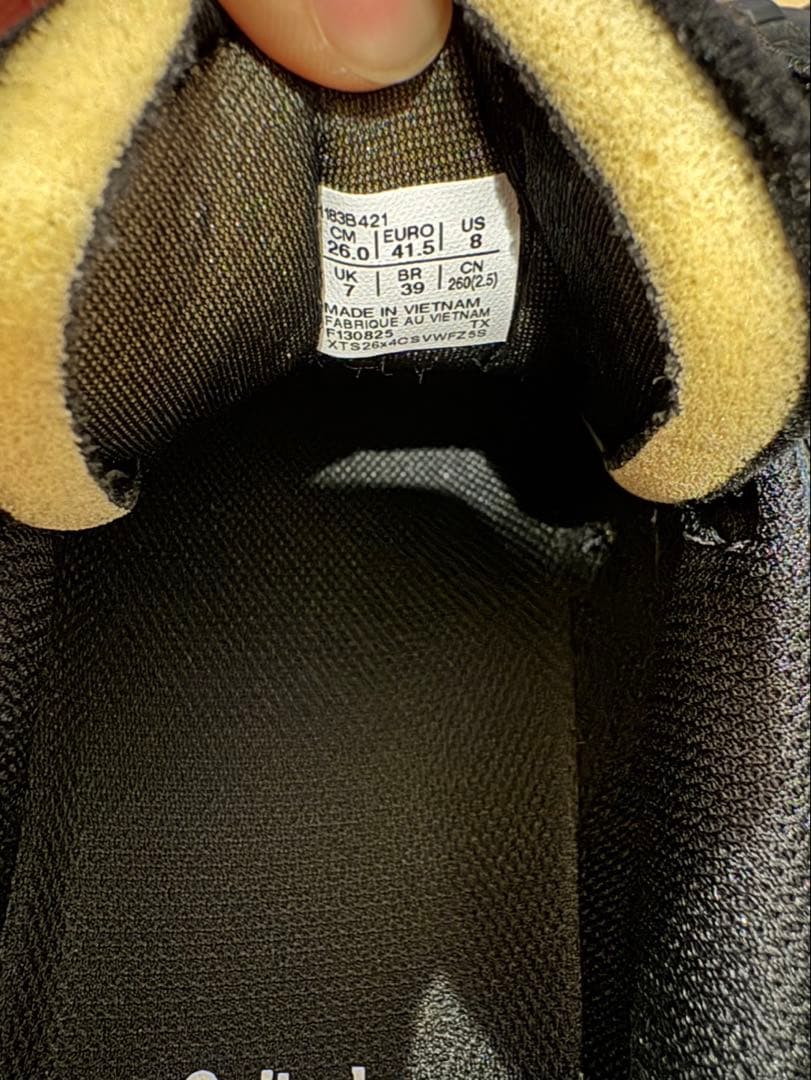 1183B421
CM EURO US
26.0 41.5 8
UK BR CN
7 39 260(2.5)
MADE IN VIETNAM
FABRIQUE AU VIETNAM
F130825 TX
XTS26x4CSVWFZ5S